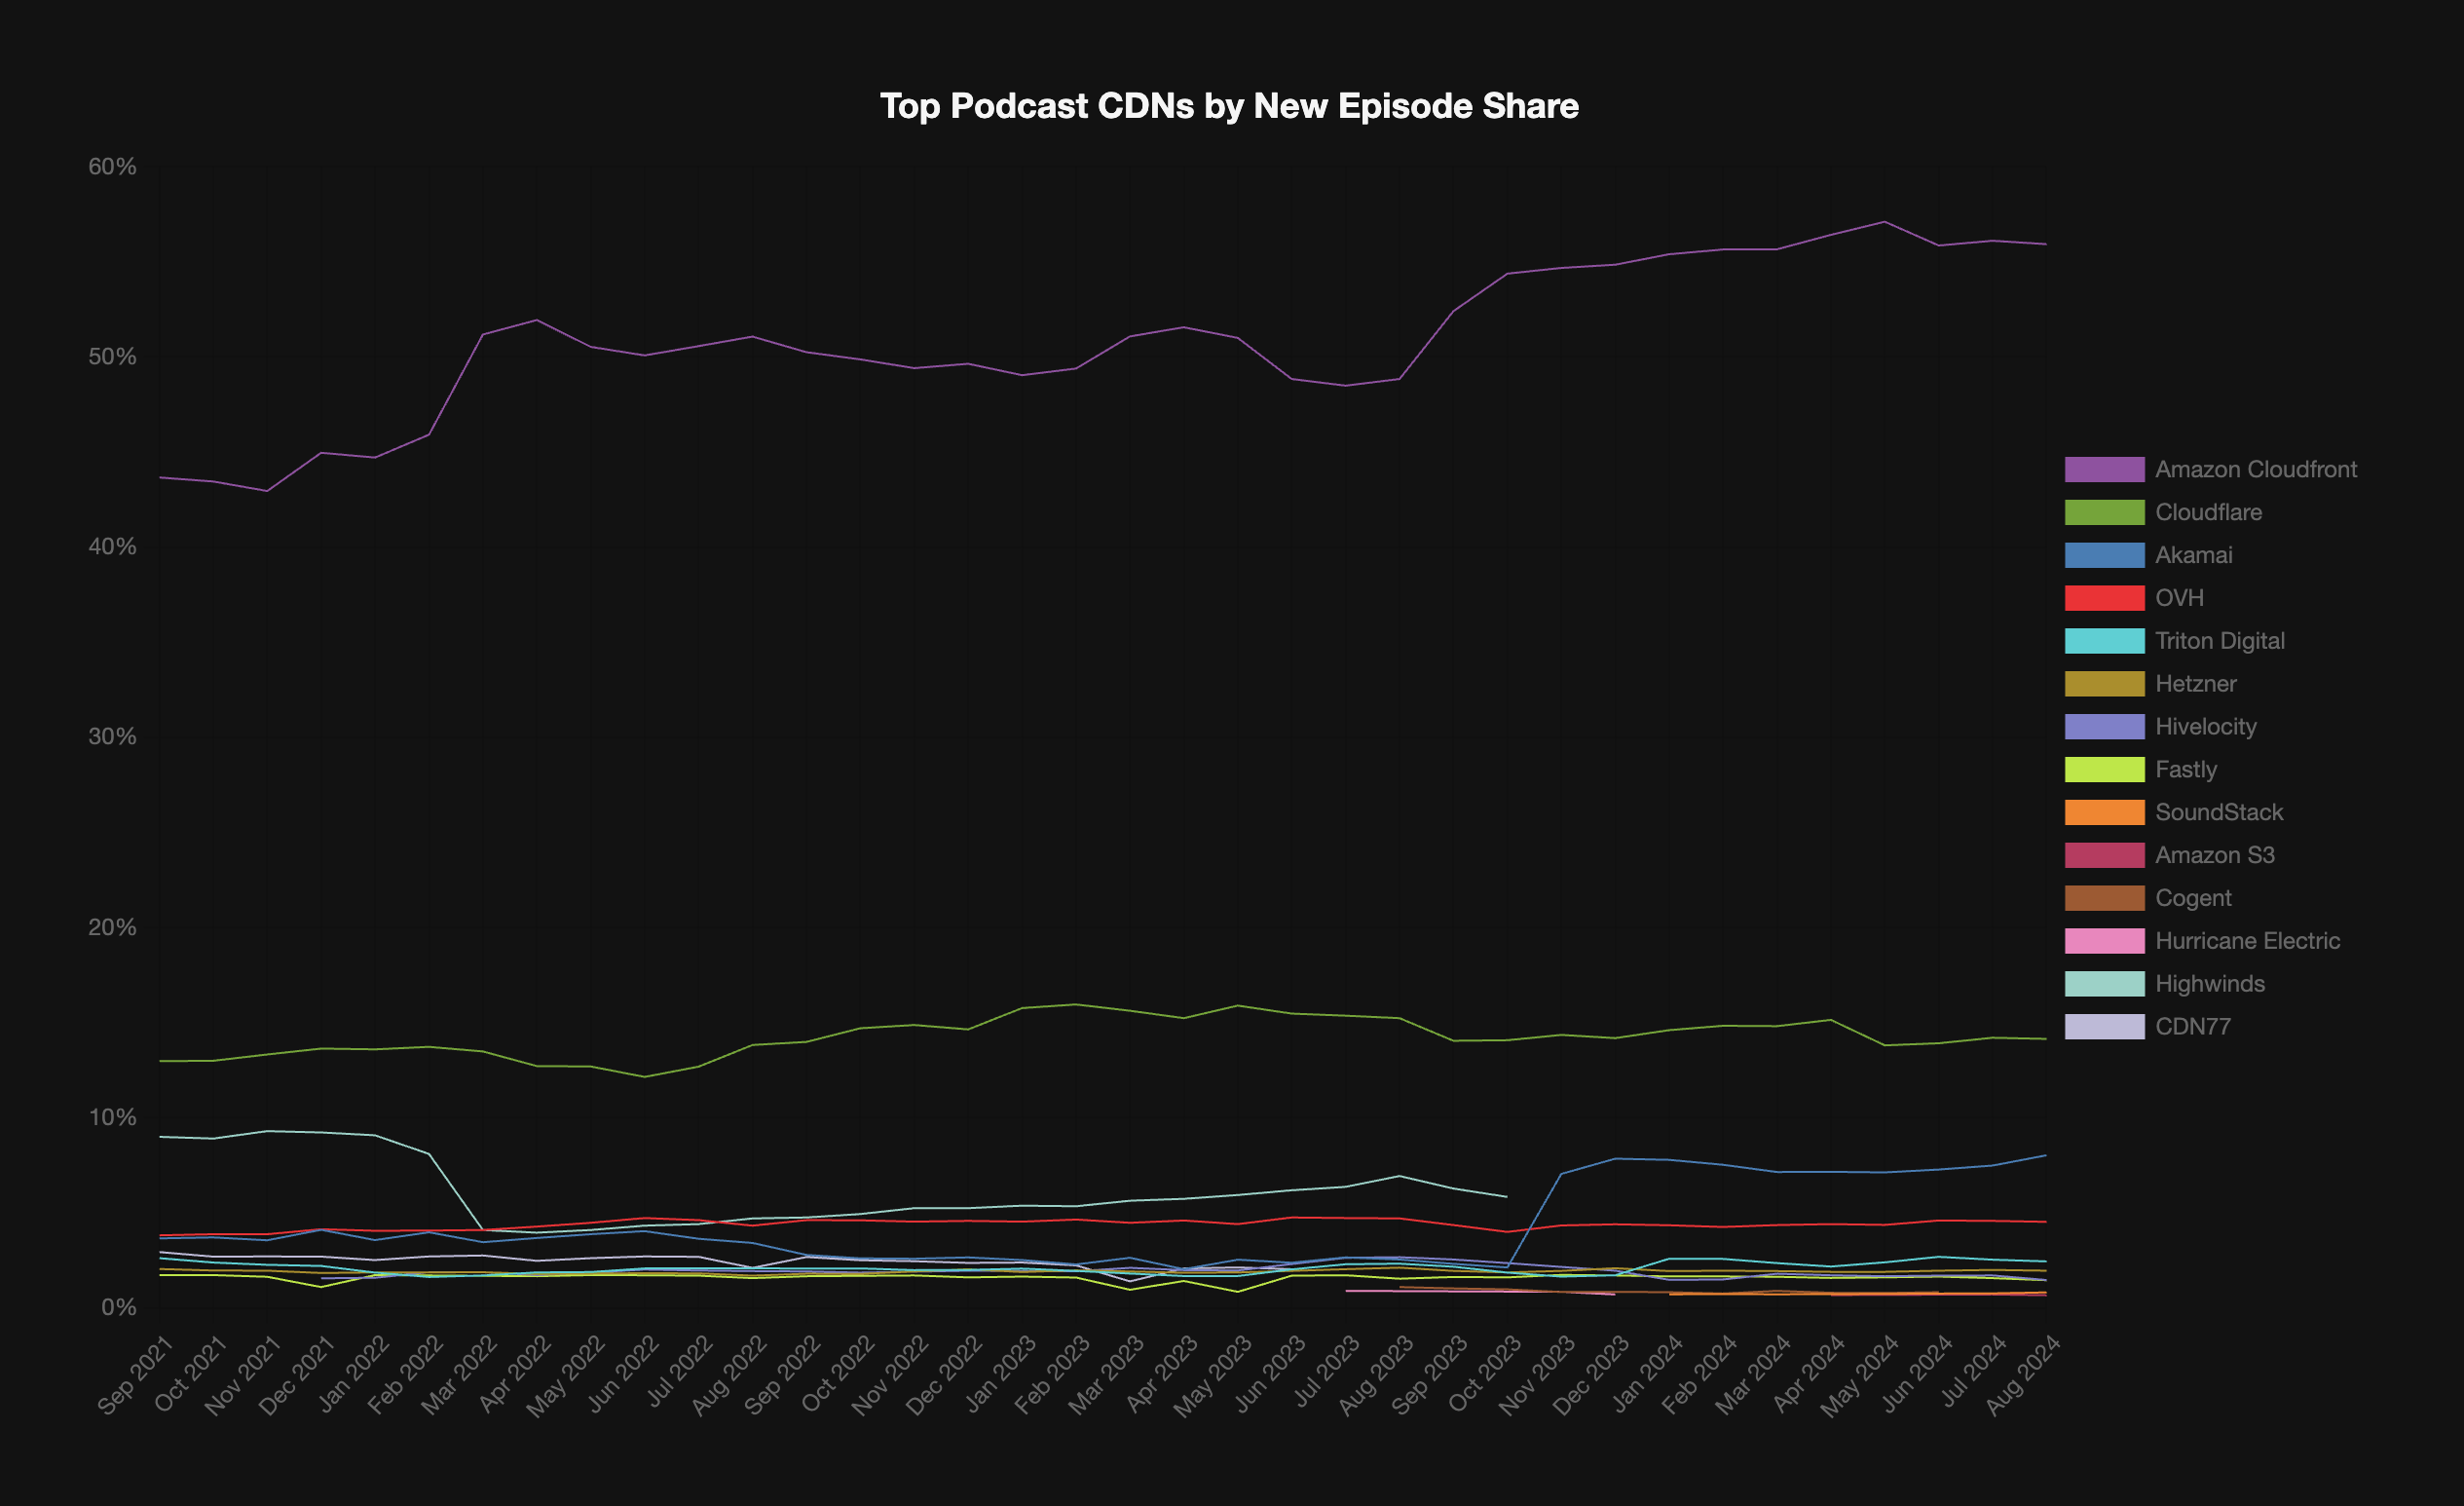 Top Podcast CDNs by New Episode Share
60%
50%
40%
30%
20%
10%
0%
Sep 2021
Oct 2021
Nov 2021
Dec 2021
Jan 2022
Feb 2022
Mar 2022
Apr 2022
May 2022
Jun 2022
Jul 2022
Aug 2022
Sep 2022
Oct 2022
Nov 2022
Dec 2022
Jan 2023
Feb 2023
Mar 2023
Apr 2023
May 2023
Jun 2023
Jul 2023
Aug 2023
Sep 2023
Oct 2023
Nov 2023
Dec 2023
Jan 2024
Feb 2024
Mar 2024
Apr 2024
May 2024
Jun 2024
Jul 2024
Aug 2024
Amazon Cloudfront
Cloudflare
Akamai
OVH
Triton Digital
Hetzner
Hivelocity
Fastly
SoundStack
Amazon S3
Cogent
Hurricane Electric
Highwinds
CDN77